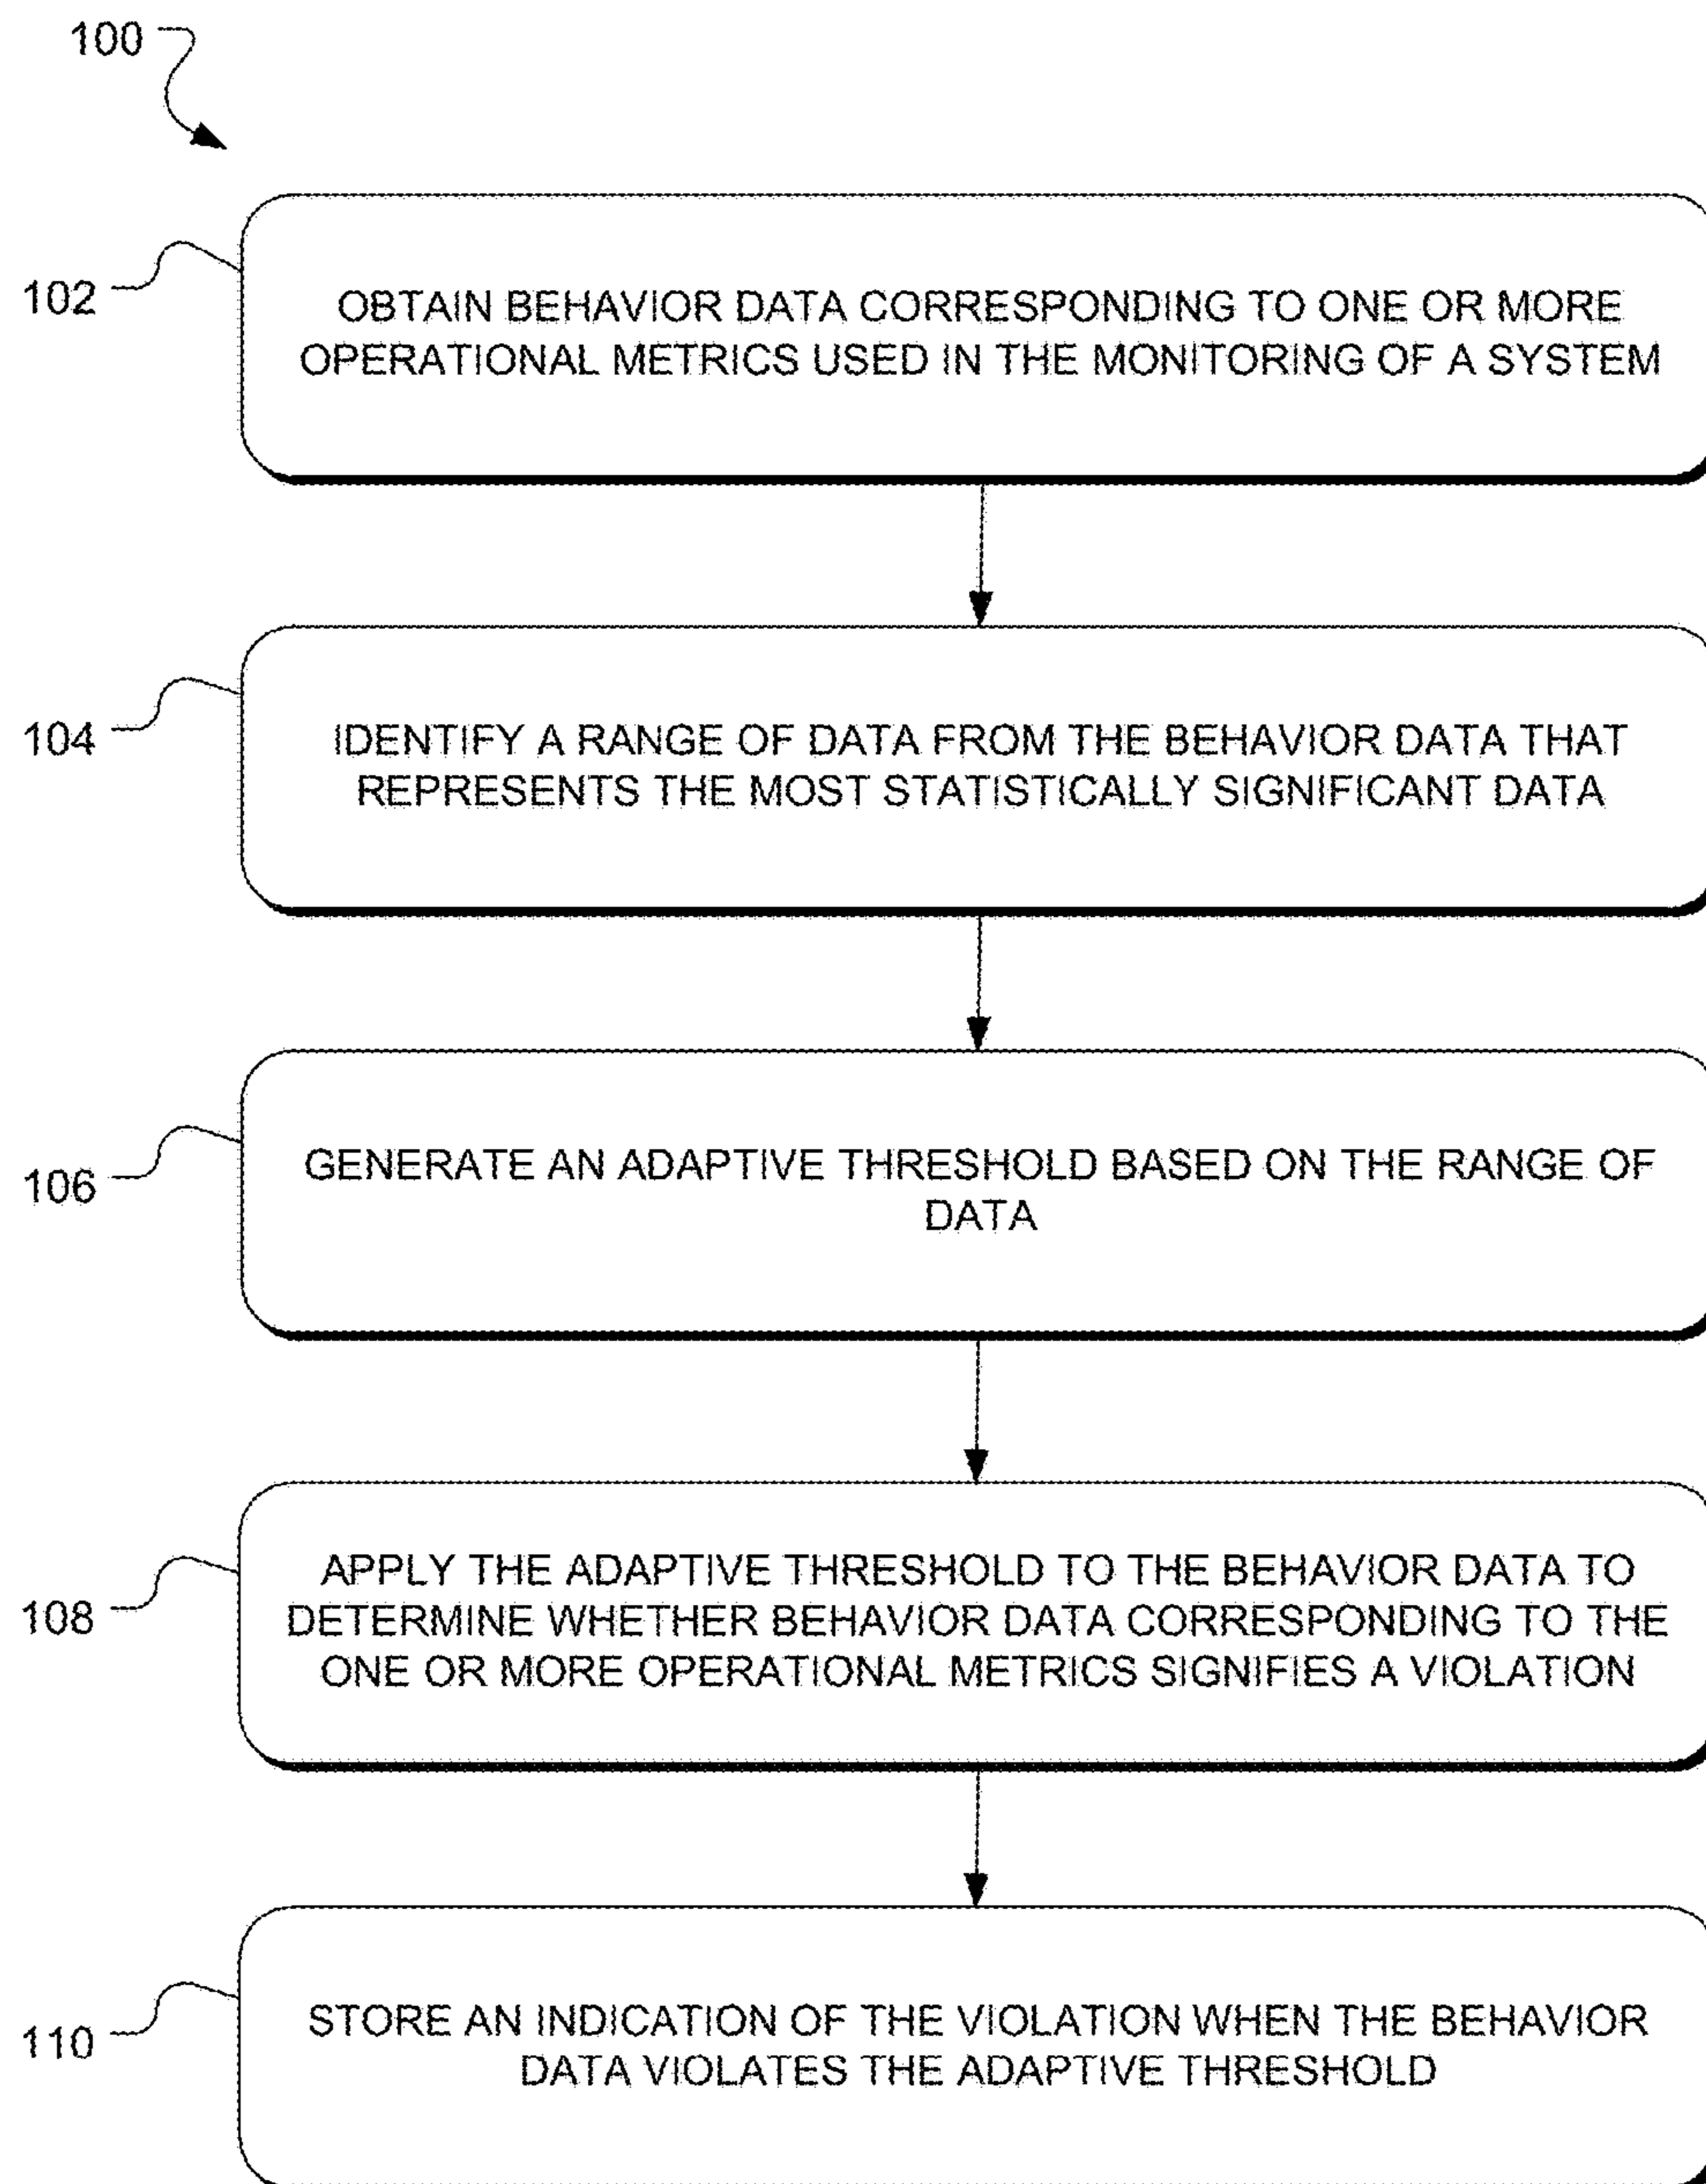 100
102
OBTAIN BEHAVIOR DATA CORRESPONDING TO ONE OR MORE
OPERATIONAL METRICS USED IN THE MONITORING OF A SYSTEM
104
IDENTIFY A RANGE OF DATA FROM THE BEHAVIOR DATA THAT
REPRESENTS THE MOST STATISTICALLY SIGNIFICANT DATA
106
GENERATE AN ADAPTIVE THRESHOLD BASED ON THE RANGE OF
DATA
108
APPLY THE ADAPTIVE THRESHOLD TO THE BEHAVIOR DATA TO
DETERMINE WHETHER BEHAVIOR DATA CORRESPONDING TO THE
ONE OR MORE OPERATIONAL METRICS SIGNIFIES A VIOLATION
110
STORE AN INDICATION OF THE VIOLATION WHEN THE BEHAVIOR
DATA VIOLATES THE ADAPTIVE THRESHOLD